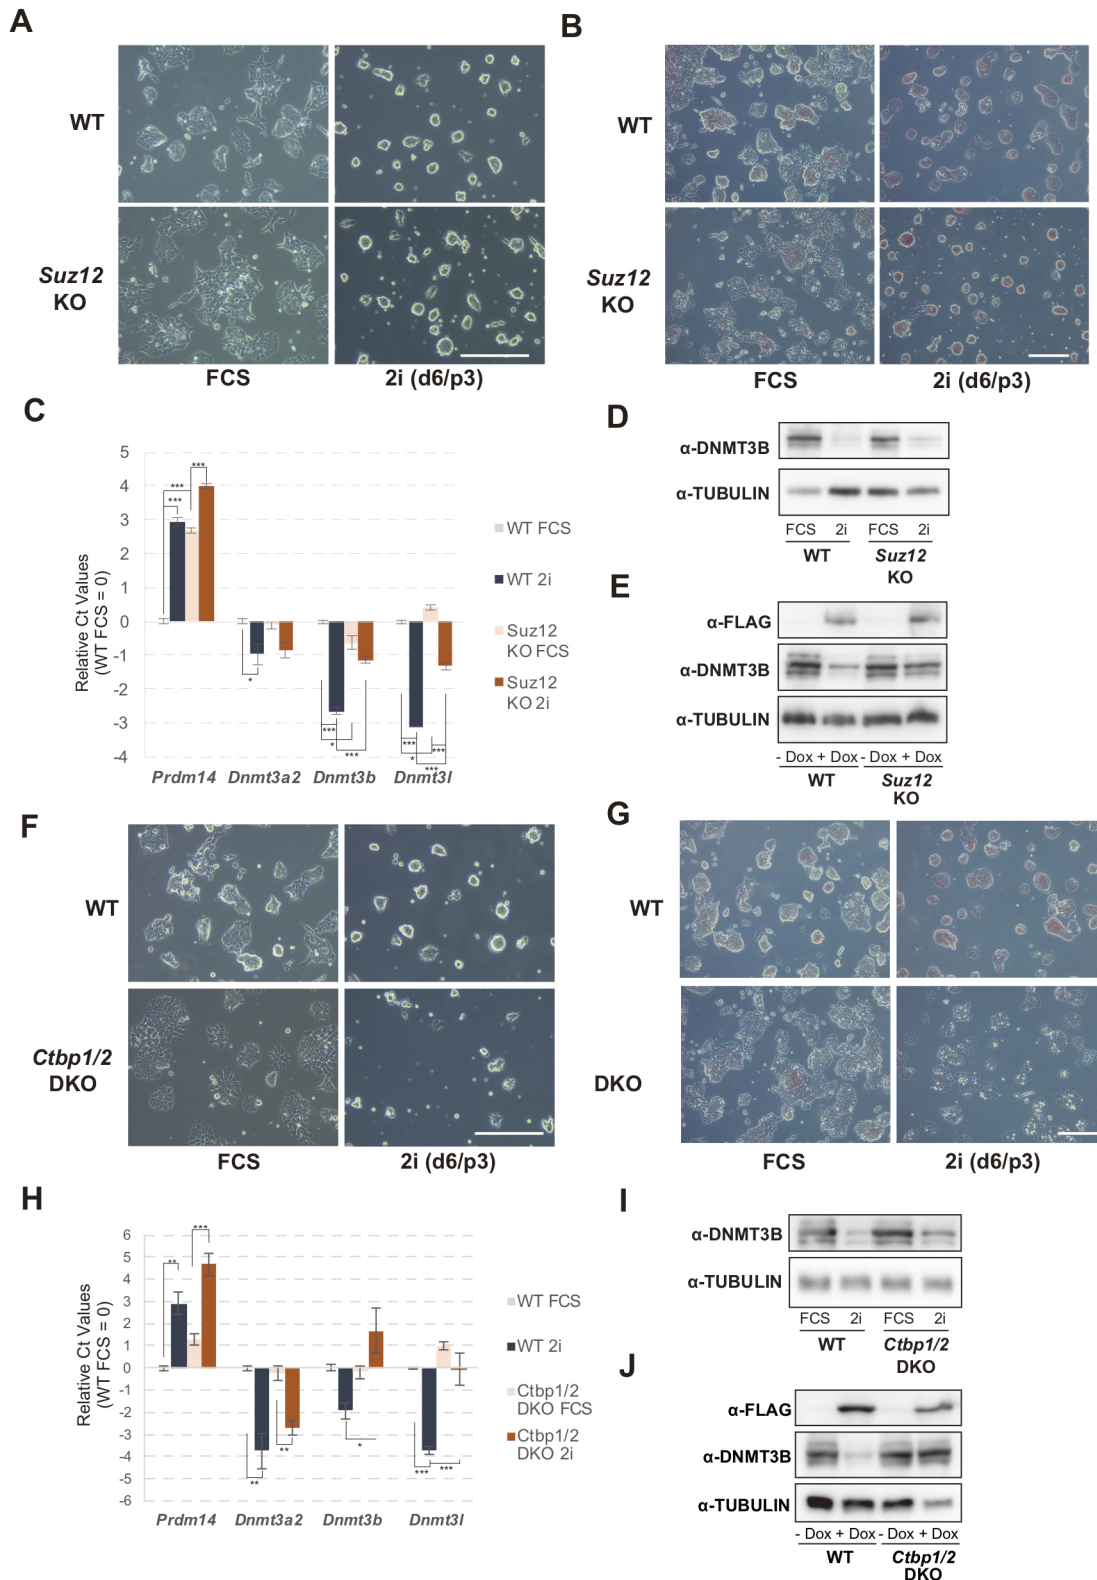 A
WT
Suz12
KO
FCS
2i (d6/p3)
B
WT
Suz12
KO
FCS
2i (d6/p3)
C
Relative Ct Values
(WT FCS = 0)
5
4
3
2
1
0
-1
-2
-3
-4
***
***
***
*
***
*
***
***
*
***
***
Prdm14
Dnmt3a2
Dnmt3b
Dnmt3l
WT FCS
WT 2i
Suz12
KO FCS
Suz12
KO 2i
D
α-DNMT3B
α-TUBULIN
FCS 2i FCS 2i
WT
Suz12
KO
E
α-FLAG
α-DNMT3B
α-TUBULIN
- Dox + Dox - Dox + Dox
WT
Suz12
KO
F
WT
Ctbp1/2
DKO
FCS
2i (d6/p3)
G
WT
DKO
FCS
2i (d6/p3)
H
Relative Ct Values
(WT FCS = 0)
6
5
4
3
2
1
0
-1
-2
-3
-4
-5
-6
**
***
**
**
*
***
***
Prdm14
Dnmt3a2
Dnmt3b
Dnmt3l
WT FCS
WT 2i
Ctbp1/2
DKO FCS
Ctbp1/2
DKO 2i
I
α-DNMT3B
α-TUBULIN
FCS 2i FCS 2i
WT
Ctbp1/2
DKO
J
α-FLAG
α-DNMT3B
α-TUBULIN
- Dox + Dox - Dox + Dox
WT
Ctbp1/2
DKO